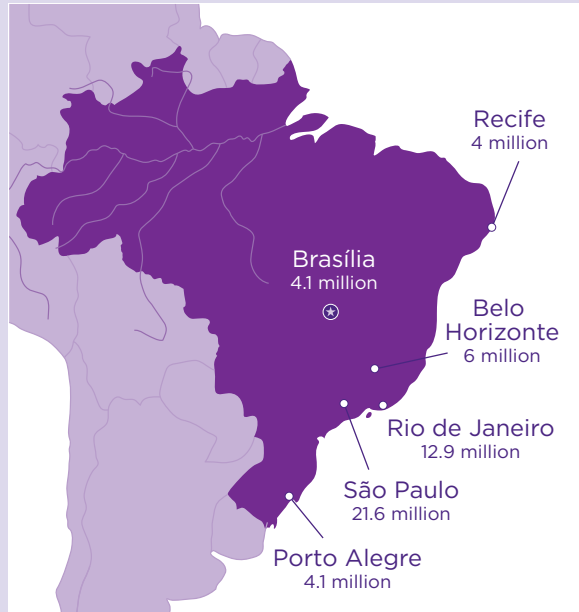 Recife
4 million
Brasília
4.1 million
Belo
Horizonte
6 million
Rio de Janeiro
12.9 million
São Paulo
21.6 million
Porto Alegre
4.1 million